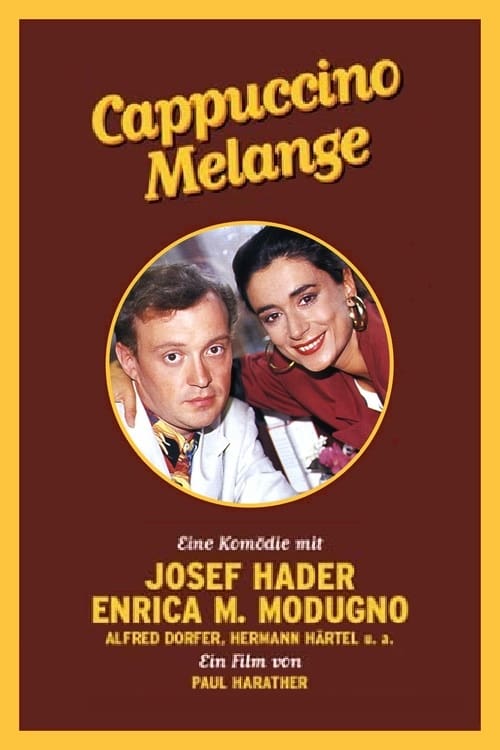 Cappuccino
Melange
Eine Komödie mit
JOSEF HADER
ENRICA M. MODUGNO
ALFRED DORFER, HERMANN HÄRTEL u. a.
Ein Film von
PAUL HARATHER